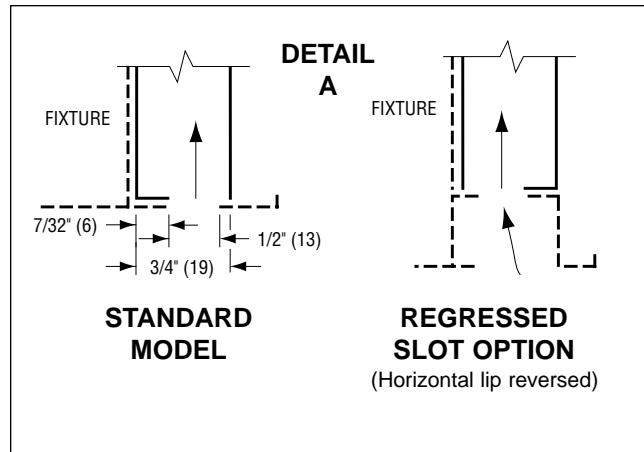 DETAIL
A
FIXTURE
FIXTURE
7/32" (6)
1/2" (13)
3/4" (19)
STANDARD
MODEL
REGRESSED
SLOT OPTION
(Horizontal lip reversed)